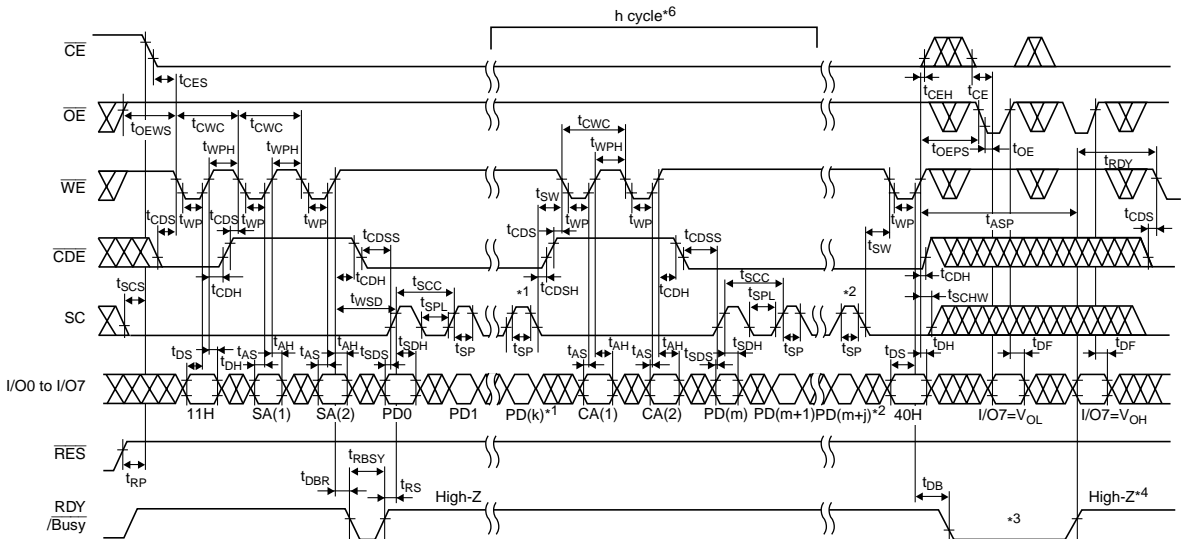 h cycle*6
CE
tCES
tCEH
tCE
OE
tOEWS
tCWC
tCWC
tCWC
tOEPS
tOE
tWPH
tWPH
tWPH
tRDY
WE
tCDS
tWP
tCDS
tWP
tWP
tSW
tCDS
tWP
tWP
tWP
tASP
tCDS
CDE
tCDH
tCDSS
tCDH
tCDSH
tCDSS
tCDH
tSW
tCDH
tSCS
tWSD
tSCC
tSPL
*1
tSCC
tSPL
*2
tSCHW
SC
tSP
tSP
tSP
tSP
tDS
tDH
tAS
tAH
tAS
tAH
tSDS
tSDH
tAS
tAH
tAS
tAH
tSDS
tSDH
tDS
tDH
tDF
tDF
I/O0 to I/O7
11H
SA(1)
SA(2)
PD0
PD1
PD(k)*1
CA(1)
CA(2)
PD(m)
PD(m+1)
PD(m+j)*2
40H
I/O7=VOL
I/O7=VOH
RES
tRP
tRBSY
tDBR
tRS
tDB
RDY
/Busy
High-Z
*3
High-Z*4